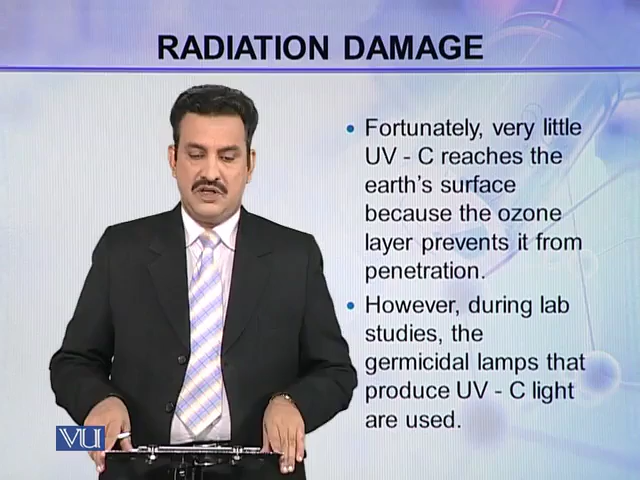 RADIATION DAMAGE
• Fortunately, very little
UV - C reaches the
earth's surface
because the ozone
layer prevents it from
penetration.
• However, during lab
studies, the
germicidal lamps that
produce UV - C light
are used.
VU